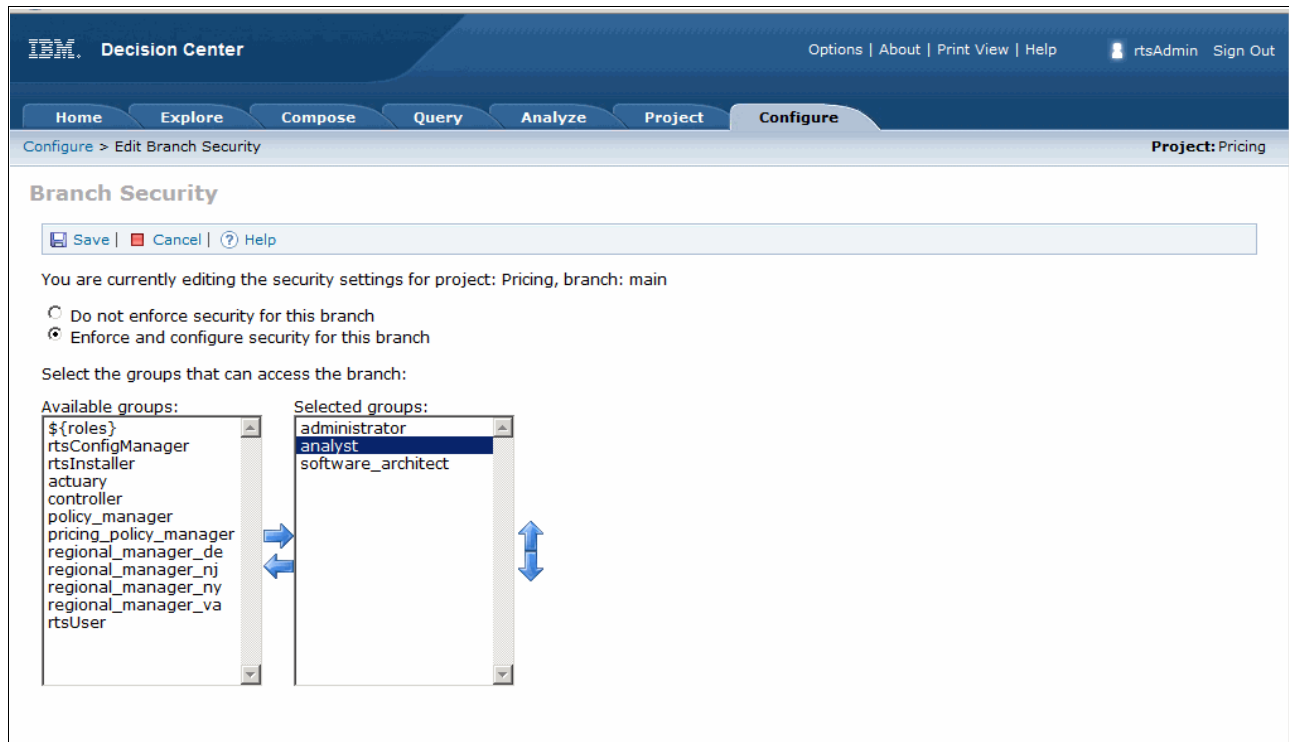 IBM. Decision Center
Options | About | Print View | Help rtsAdmin Sign Out
Home Explore Compose Query Analyze Project Configure
Configure > Edit Branch Security Project: Pricing
Branch Security
Save | Cancel | ? Help
You are currently editing the security settings for project: Pricing, branch: main
Do not enforce security for this branch
Enforce and configure security for this branch
Select the groups that can access the branch:
Available groups:
${roles}
rtsConfigManager
rtsInstaller
actuary
controller
policy_manager
pricing_policy_manager
regional_manager_de
regional_manager_nj
regional_manager_ny
regional_manager_va
rtsUser
Selected groups:
administrator
analyst
software_architect